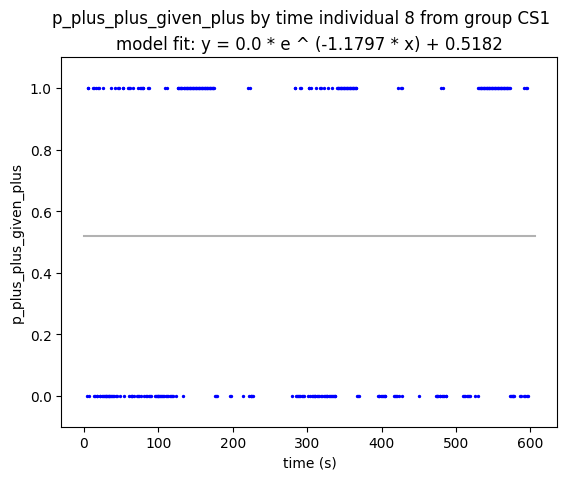 p_plus_plus_given_plus by time individual 8 from group CS1
model fit: y = 0.0 * e ^ (-1.1797 * x) + 0.5182
1.0
0.8
0.6
0.4
0.2
0.0
p_plus_plus_given_plus
0 100 200 300 400 500 600
time (s)